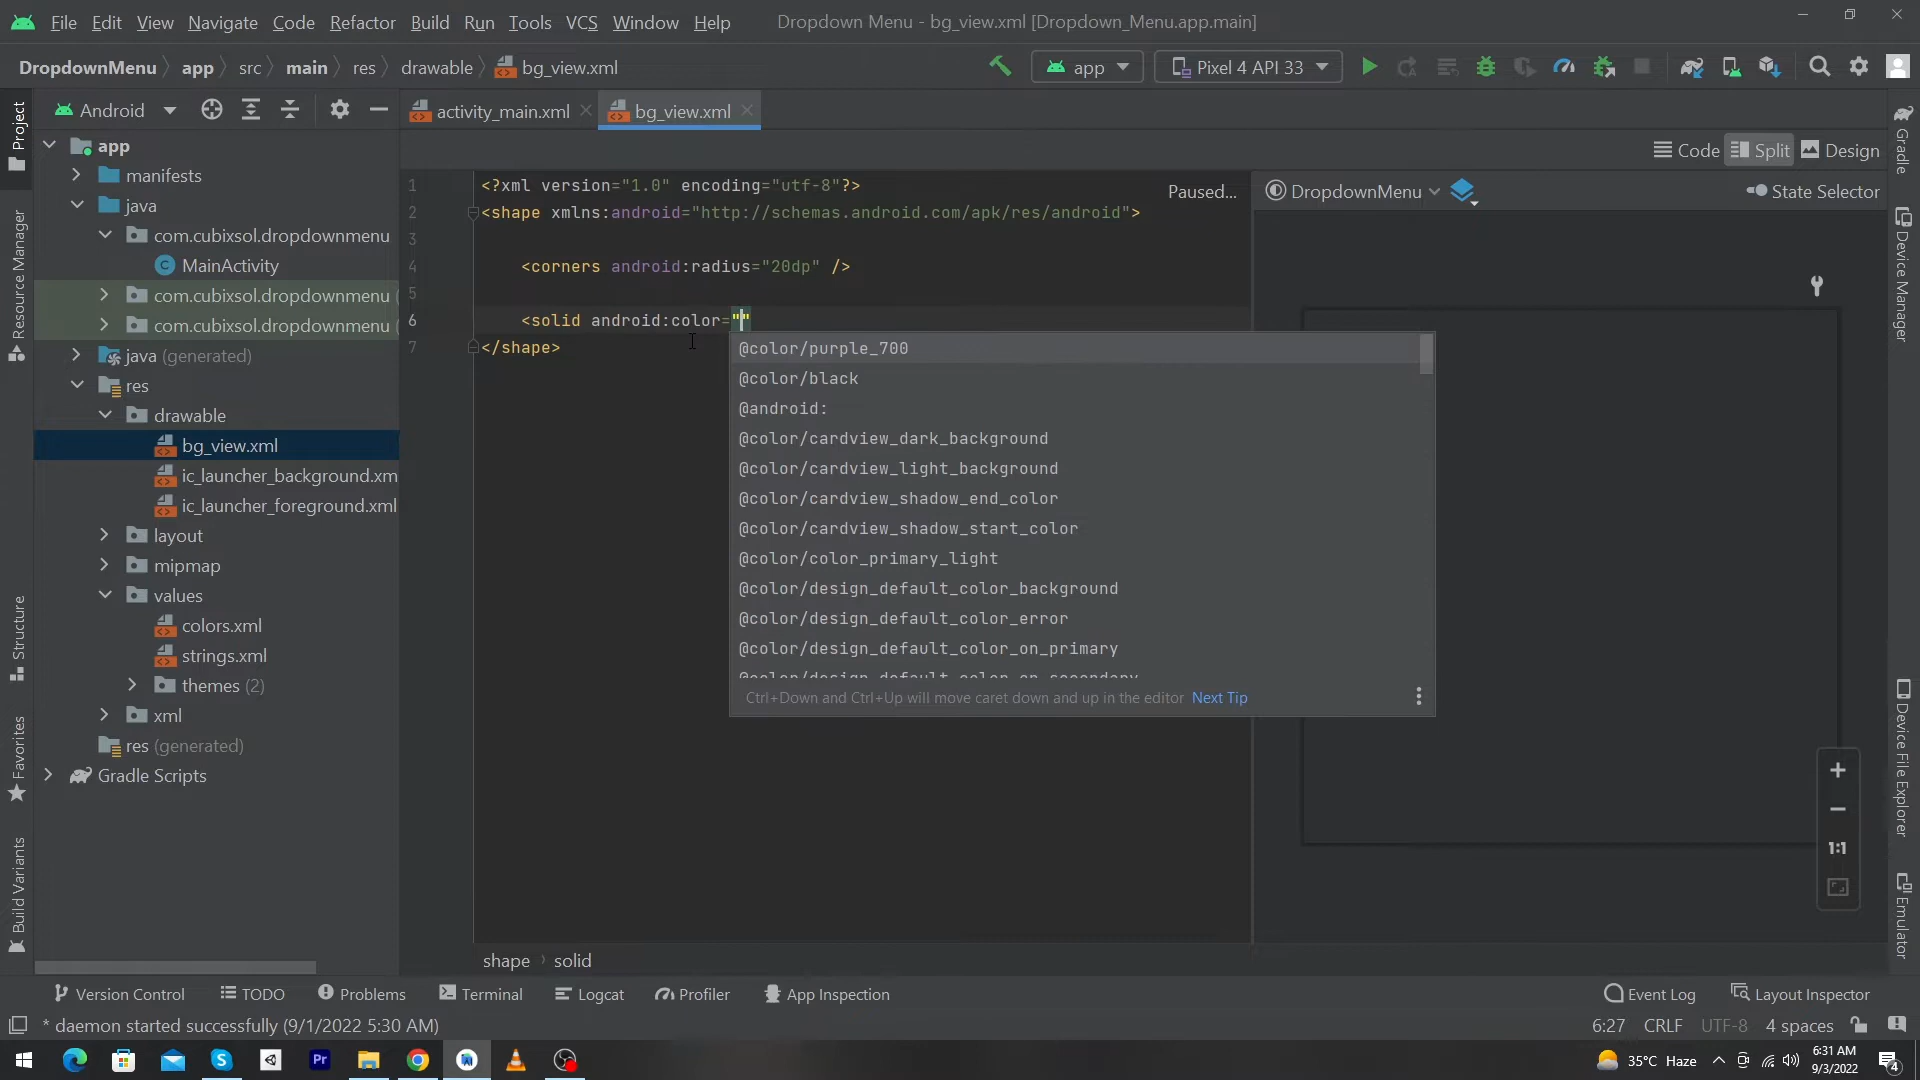 File Edit View Navigate Code Refactor Build Run Tools VCS Window Help Dropdown Menu - bg_view.xml [Dropdown_Menu.app.main]
DropdownMenu app src main res drawable bg_view.xml app Pixel 4 API 33
Android activity_main.xml bg_view.xml
Code Split Design
Project
Resource Manager
Structure
Favorites
Build Variants
app
manifests
java
com.cubixsol.dropdownmenu
MainActivity
com.cubixsol.dropdownmenu (
com.cubixsol.dropdownmenu (
java (generated)
res
drawable
bg_view.xml
ic_launcher_background.xm
ic_launcher_foreground.xml
layout
mipmap
values
colors.xml
strings.xml
themes (2)
xml
res (generated)
Gradle Scripts
1 <?xml version="1.0" encoding="utf-8"?>
2 <shape xmlns:android="http://schemas.android.com/apk/res/android">
3
4 <corners android:radius="20dp" />
5
6 <solid android:color=""
7 </shape>
Paused...
@color/purple_700
@color/black
@android:
@color/cardview_dark_background
@color/cardview_light_background
@color/cardview_shadow_end_color
@color/cardview_shadow_start_color
@color/color_primary_light
@color/design_default_color_background
@color/design_default_color_error
@color/design_default_color_on_primary
@color/design_default_color_on_secondary
Ctrl+Down and Ctrl+Up will move caret down and up in the editor Next Tip
DropdownMenu State Selector
1:1
Gradle
Device Manager
Device File Explorer
Emulator
shape solid
Version Control TODO Problems Terminal Logcat Profiler App Inspection Event Log Layout Inspector
* daemon started successfully (9/1/2022 5:30 AM) 6:27 CRLF UTF-8 4 spaces
35°C Haze 6:31 AM
9/3/2022
4